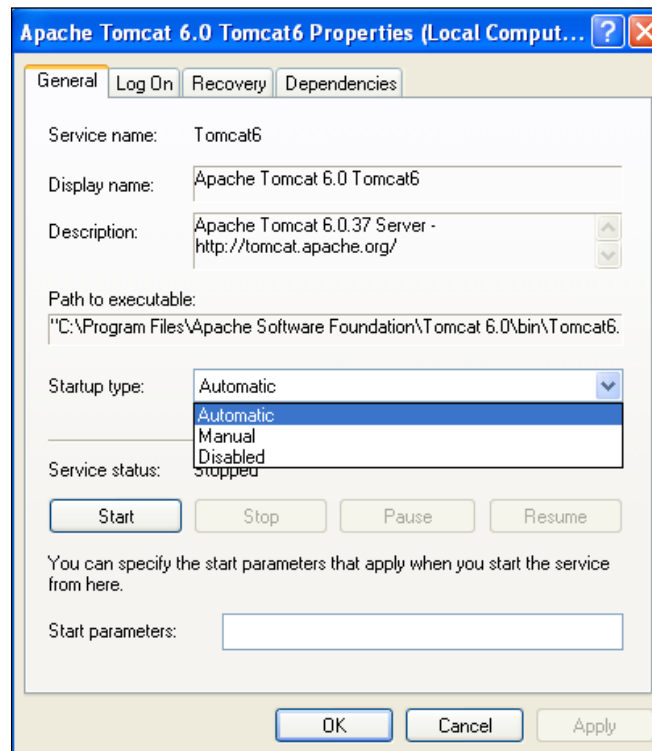 Apache Tomcat 6.0 Tomcat6 Properties (Local Comput...
General Log On Recovery Dependencies
Service name: Tomcat6
Display name: Apache Tomcat 6.0 Tomcat6
Description: Apache Tomcat 6.0.37 Server -
http://tomcat.apache.org/
Path to executable:
"C:\Program Files\Apache Software Foundation\Tomcat 6.0\bin\Tomcat6.
Startup type: Automatic
Automatic
Manual
Disabled
Service status: Stopped
Start Stop Pause Resume
You can specify the start parameters that apply when you start the service
from here.
Start parameters:
OK Cancel Apply